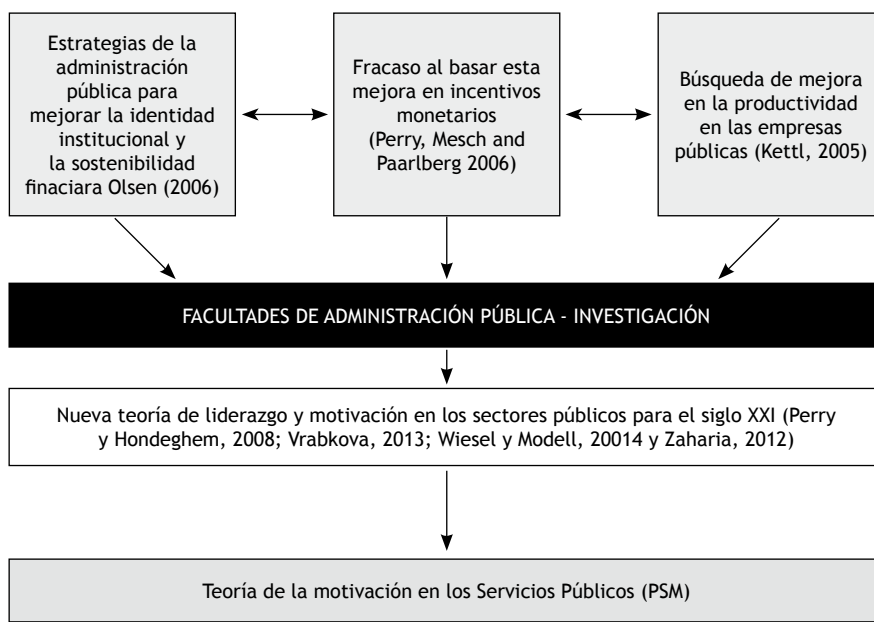 Estrategias de la
administración
pública para
mejorar la identidad
institucional y
la sostenibilidad
finaciara Olsen (2006)
Fracaso al basar esta
mejora en incentivos
monetarios
(Perry, Mesch and
Paarlberg 2006)
Búsqueda de mejora
en la productividad
en las empresas
públicas (Kettl, 2005)
FACULTADES DE ADMINISTRACIÓN PÚBLICA - INVESTIGACIÓN
Nueva teoría de liderazgo y motivación en los sectores públicos para el siglo XXI (Perry
y Hondeghem, 2008; Vrabkova, 2013; Wiesel y Modell, 20014 y Zaharia, 2012)
Teoría de la motivación en los Servicios Públicos (PSM)